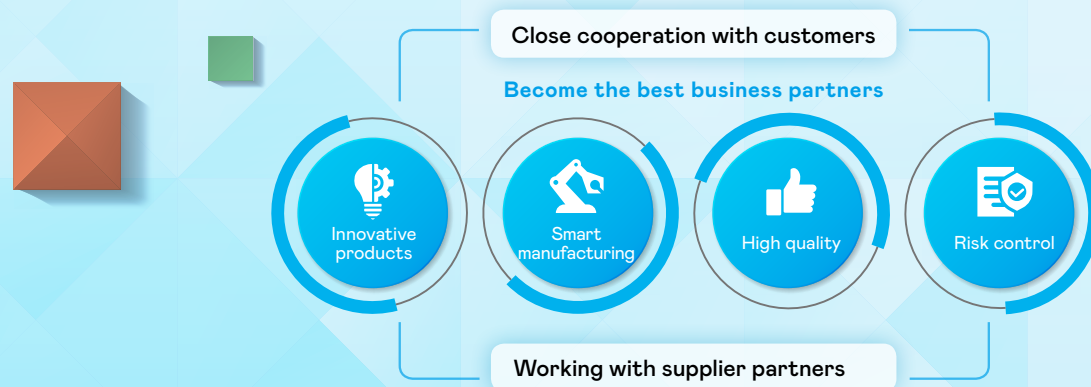 Close cooperation with customers
Become the best business partners
Innovative
products
Smart
manufacturing
High quality
Risk control
Working with supplier partners